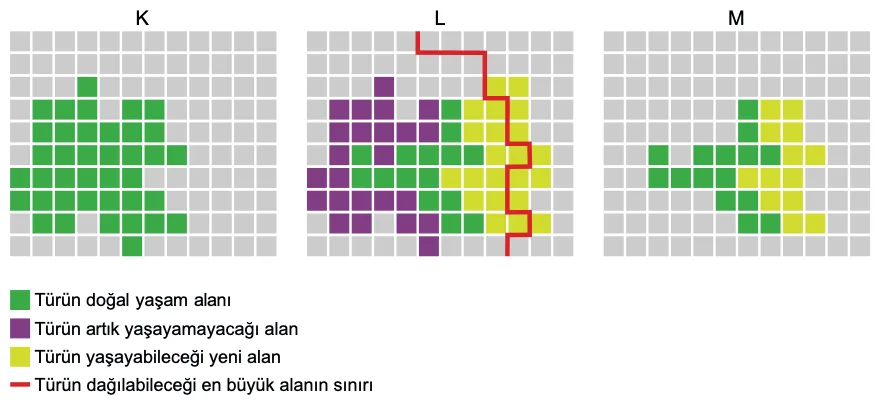 K
L
M
Türün doğal yaşam alanı
Türün artık yaşayamayacağı alan
Türün yaşayabileceği yeni alan
Türün dağılabileceği en büyük alanın sınırı